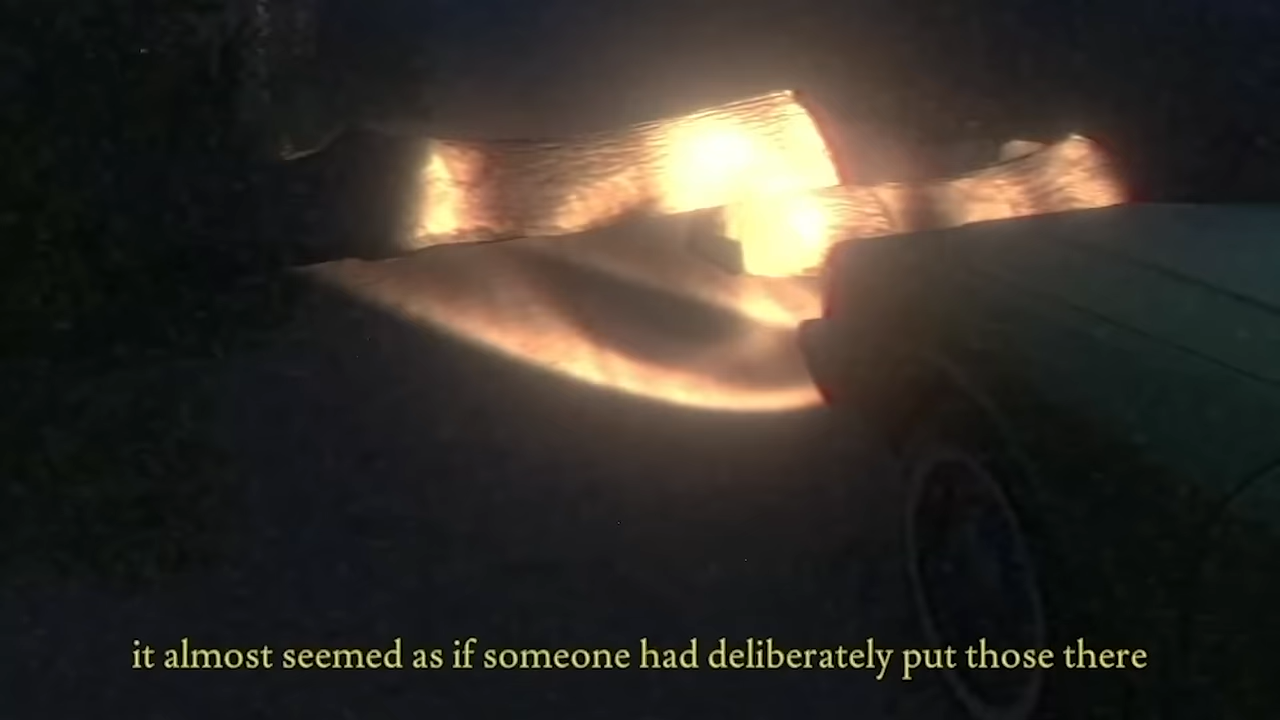 it almost seemed as if someone had deliberately put those there